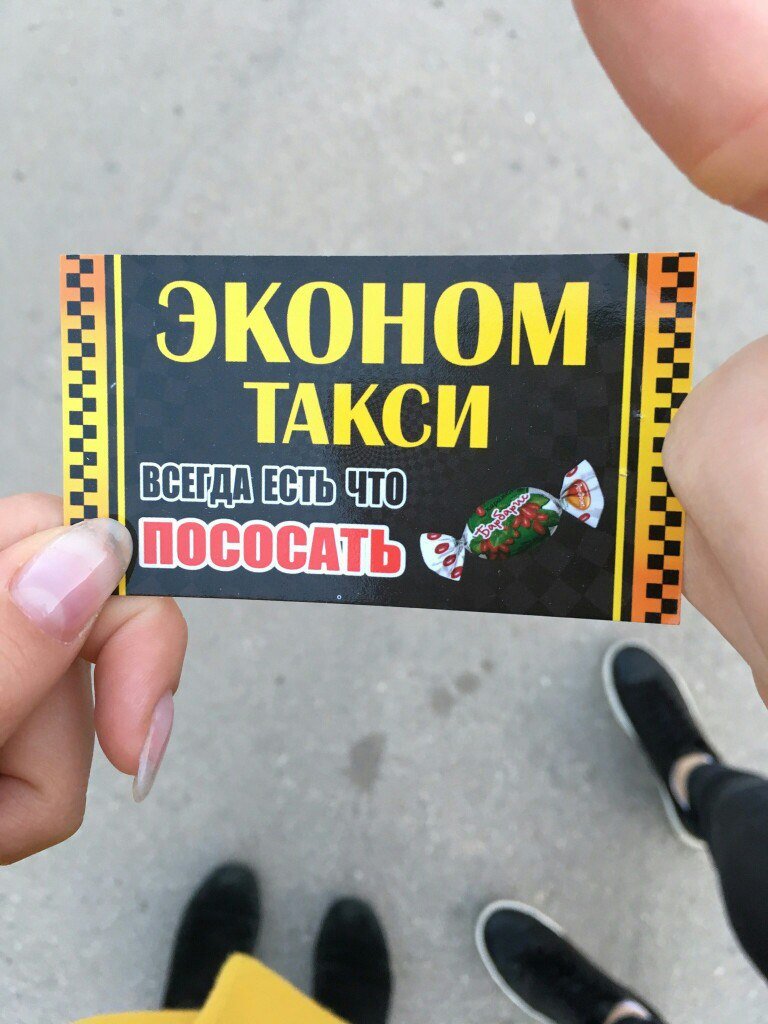 ЭКОНОМ
ТАКСИ
ВСЕГДА ЕСТЬ ЧТО
ПОСОСАТЬ
Барбарис